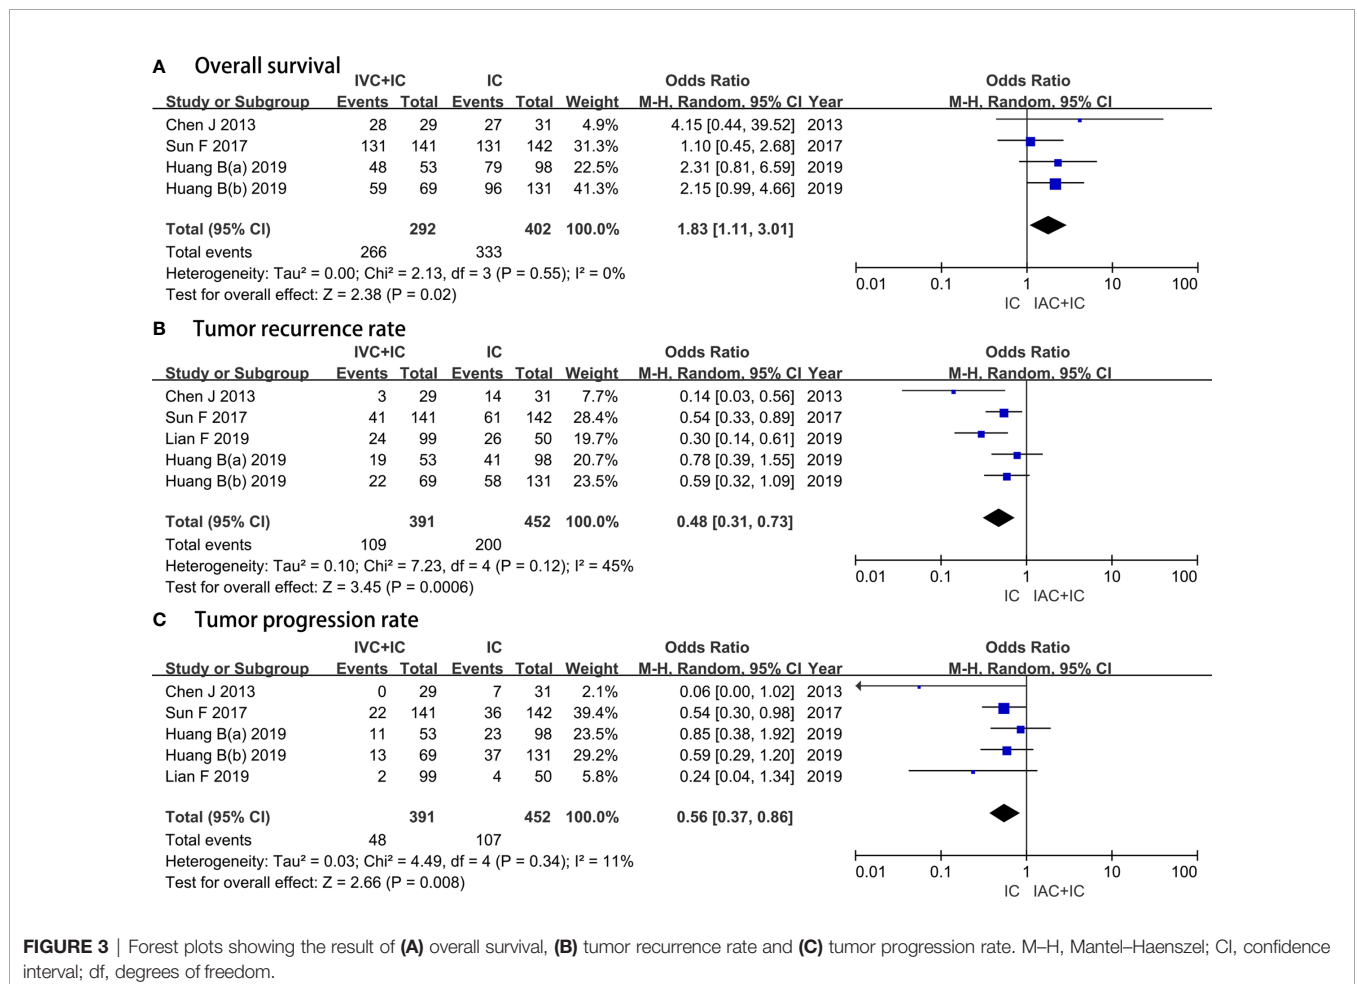 A Overall survival
IVC+IC IC Odds Ratio Odds Ratio
Study or Subgroup Events Total Events Total Weight M-H, Random, 95% CI Year M-H, Random, 95% CI
Chen J 2013 28 29 27 31 4.9% 4.15 [0.44, 39.52] 2013
Sun F 2017 131 141 131 142 31.3% 1.10 [0.45, 2.68] 2017
Huang B(a) 2019 48 53 79 98 22.5% 2.31 [0.81, 6.59] 2019
Huang B(b) 2019 59 69 96 131 41.3% 2.15 [0.99, 4.66] 2019
Total (95% CI) 292 402 100.0% 1.83 [1.11, 3.01]
Total events 266 333
Heterogeneity: Tau² = 0.00; Chi² = 2.13, df = 3 (P = 0.55); I² = 0%
Test for overall effect: Z = 2.38 (P = 0.02)
0.01 0.1 1 10 100
IC IAC+IC
B Tumor recurrence rate
IVC+IC IC Odds Ratio Odds Ratio
Study or Subgroup Events Total Events Total Weight M-H, Random, 95% CI Year M-H, Random, 95% CI
Chen J 2013 3 29 14 31 7.7% 0.14 [0.03, 0.56] 2013
Sun F 2017 41 141 61 142 28.4% 0.54 [0.33, 0.89] 2017
Lian F 2019 24 99 26 50 19.7% 0.30 [0.14, 0.61] 2019
Huang B(a) 2019 19 53 41 98 20.7% 0.78 [0.39, 1.55] 2019
Huang B(b) 2019 22 69 58 131 23.5% 0.59 [0.32, 1.09] 2019
Total (95% CI) 391 452 100.0% 0.48 [0.31, 0.73]
Total events 109 200
Heterogeneity: Tau² = 0.10; Chi² = 7.23, df = 4 (P = 0.12); I² = 45%
Test for overall effect: Z = 3.45 (P = 0.0006)
0.01 0.1 1 10 100
IC IAC+IC
C Tumor progression rate
IVC+IC IC Odds Ratio Odds Ratio
Study or Subgroup Events Total Events Total Weight M-H, Random, 95% CI Year M-H, Random, 95% CI
Chen J 2013 0 29 7 31 2.1% 0.06 [0.00, 1.02] 2013
Sun F 2017 22 141 36 142 39.4% 0.54 [0.30, 0.98] 2017
Huang B(a) 2019 11 53 23 98 23.5% 0.85 [0.38, 1.92] 2019
Huang B(b) 2019 13 69 37 131 29.2% 0.59 [0.29, 1.20] 2019
Lian F 2019 2 99 4 50 5.8% 0.24 [0.04, 1.34] 2019
Total (95% CI) 391 452 100.0% 0.56 [0.37, 0.86]
Total events 48 107
Heterogeneity: Tau² = 0.03; Chi² = 4.49, df = 4 (P = 0.34); I² = 11%
Test for overall effect: Z = 2.66 (P = 0.008)
0.01 0.1 1 10 100
IC IAC+IC
FIGURE 3 | Forest plots showing the result of (A) overall survival, (B) tumor recurrence rate and (C) tumor progression rate. M–H, Mantel–Haenszel; CI, confidence
interval; df, degrees of freedom.